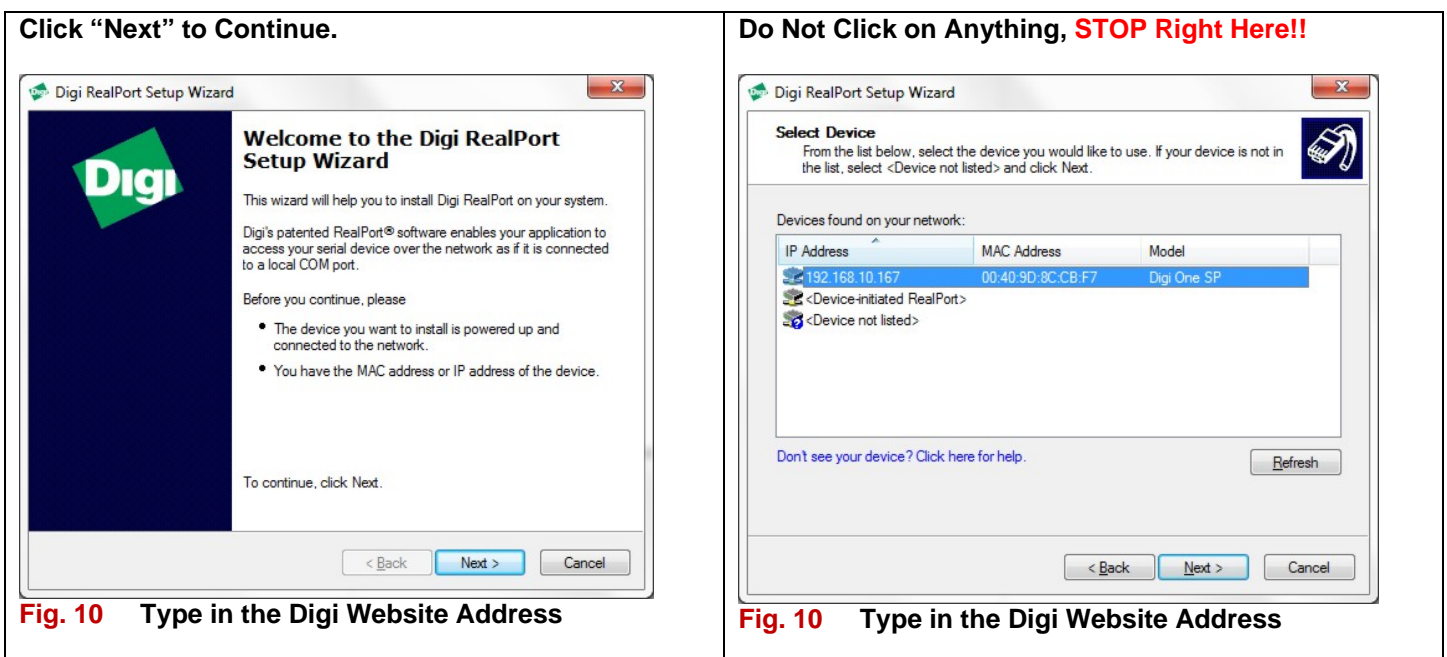 Click “Next” to Continue.
Digi RealPort Setup Wizard
Digi
Welcome to the Digi RealPort
Setup Wizard
This wizard will help you to install Digi RealPort on your system.
Digi's patented RealPort® software enables your application to
access your serial device over the network as if it is connected
to a local COM port.
Before you continue, please
• The device you want to install is powered up and
connected to the network.
• You have the MAC address or IP address of the device.
To continue, click Next.
< Back Next > Cancel
Fig. 10 Type in the Digi Website Address
Do Not Click on Anything, STOP Right Here!!
Digi RealPort Setup Wizard
Select Device
From the list below, select the device you would like to use. If your device is not in
the list, select <Device not listed> and click Next.
Devices found on your network:
IP Address MAC Address Model
192.168.10.167 00:40:9D:8C:CB:F7 Digi One SP
<Device-initiated RealPort>
<Device not listed>
Don't see your device? Click here for help.
Refresh
< Back Next > Cancel
Fig. 10 Type in the Digi Website Address